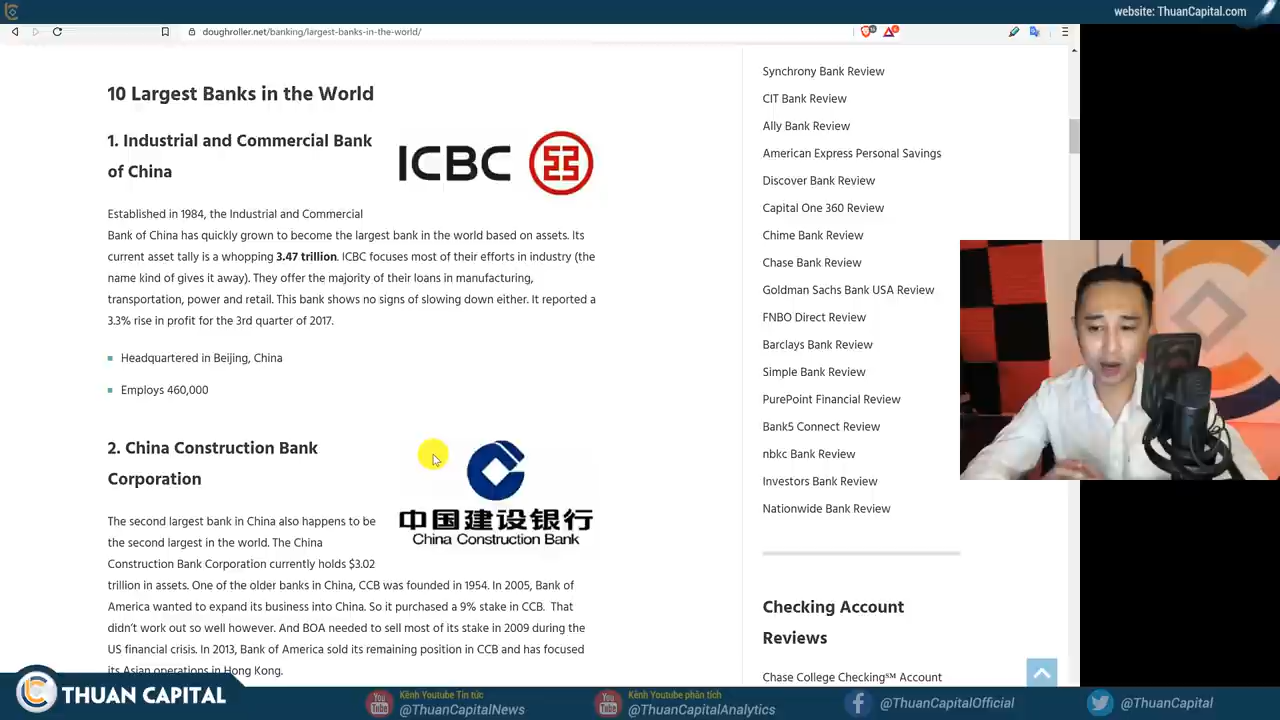 website: ThuanCapital.com
doughroller.net/banking/largest-banks-in-the-world/
10 Largest Banks in the World
1. Industrial and Commercial Bank
of China
ICBC
Established in 1984, the Industrial and Commercial
Bank of China has quickly grown to become the largest bank in the world based on assets. Its
current asset tally is a whopping 3.47 trillion. ICBC focuses most of their efforts in industry (the
name kind of gives it away). They offer the majority of their loans in manufacturing,
transportation, power and retail. This bank shows no signs of slowing down either. It reported a
3.3% rise in profit for the 3rd quarter of 2017.
Headquartered in Beijing, China
Employs 460,000
2. China Construction Bank
Corporation
中国建设银行
China Construction Bank
The second largest bank in China also happens to be
the second largest in the world. The China
Construction Bank Corporation currently holds $3.02
trillion in assets. One of the older banks in China, CCB was founded in 1954. In 2005, Bank of
America wanted to expand its business into China. So it purchased a 9% stake in CCB. That
didn't work out so well however. And BOA needed to sell most of its stake in 2009 during the
US financial crisis. In 2013, Bank of America sold its remaining position in CCB and has focused
its Asian operations in Hong Kong.
Synchrony Bank Review
CIT Bank Review
Ally Bank Review
American Express Personal Savings
Discover Bank Review
Capital One 360 Review
Chime Bank Review
Chase Bank Review
Goldman Sachs Bank USA Review
FNBO Direct Review
Barclays Bank Review
Simple Bank Review
PurePoint Financial Review
Bank5 Connect Review
nbkc Bank Review
Investors Bank Review
Nationwide Bank Review
Checking Account
Reviews
Chase College Checking℠ Account
THUAN CAPITAL
You Tube
Kênh Youtube Tin tức
@ThuanCapitalNews
You Tube
Kênh Youtube phân tích
@ThuanCapitalAnalytics
@ThuanCapitalOfficial
@ThuanCapital